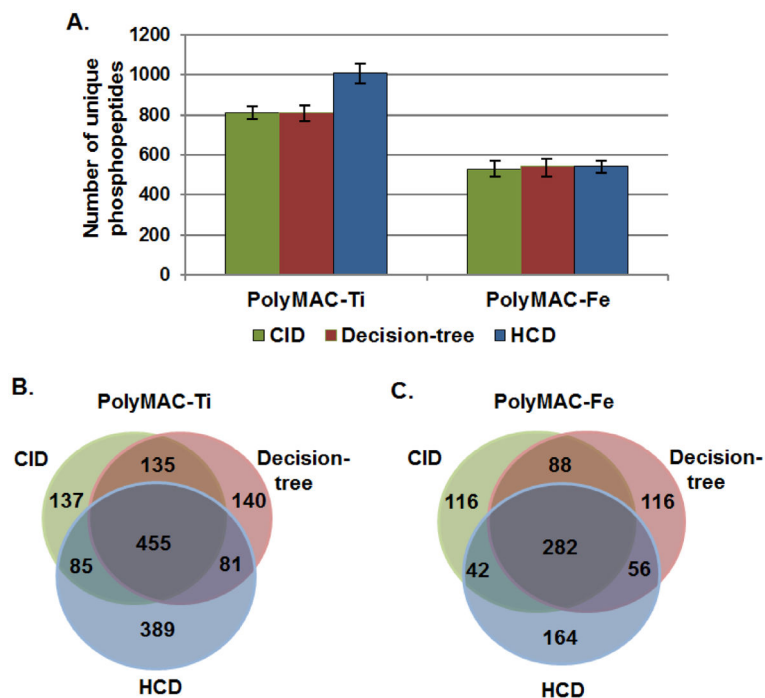 A.
Number of unique
phosphopeptides
1200
1000
800
600
400
200
0
PolyMAC-Ti PolyMAC-Fe
CID Decision-tree HCD
B.
PolyMAC-Ti
CID
Decision-
tree
135
137
140
455
85
81
389
HCD
C.
PolyMAC-Fe
CID
Decision-
tree
88
116
116
282
42
56
164
HCD